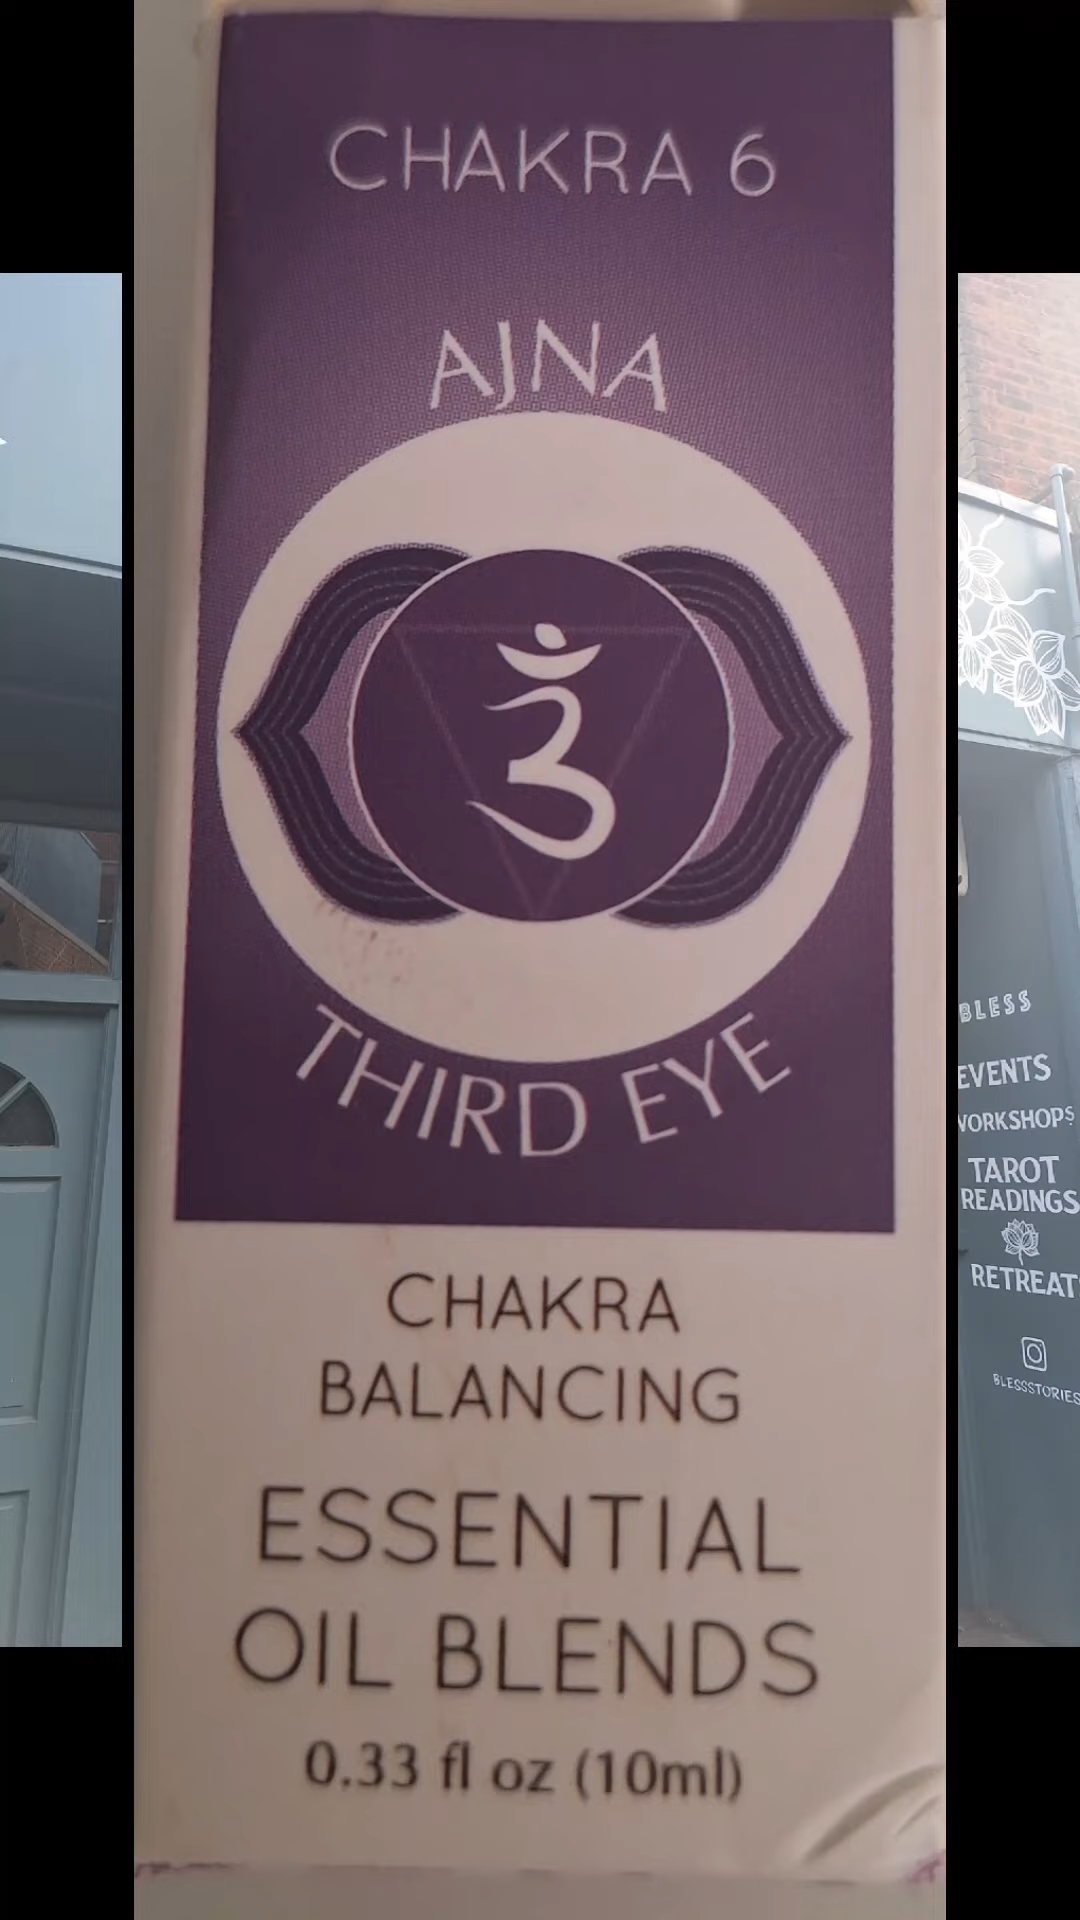 CHAKRA 6
AJNA
ॐ
THIRD EYE
CHAKRA
BALANCING
ESSENTIAL
OIL BLENDS
0.33 fl oz (10ml)
BLESS
EVENTS
WORKSHOPS
TAROT
READINGS
RETREAT
BLESSSTORIES